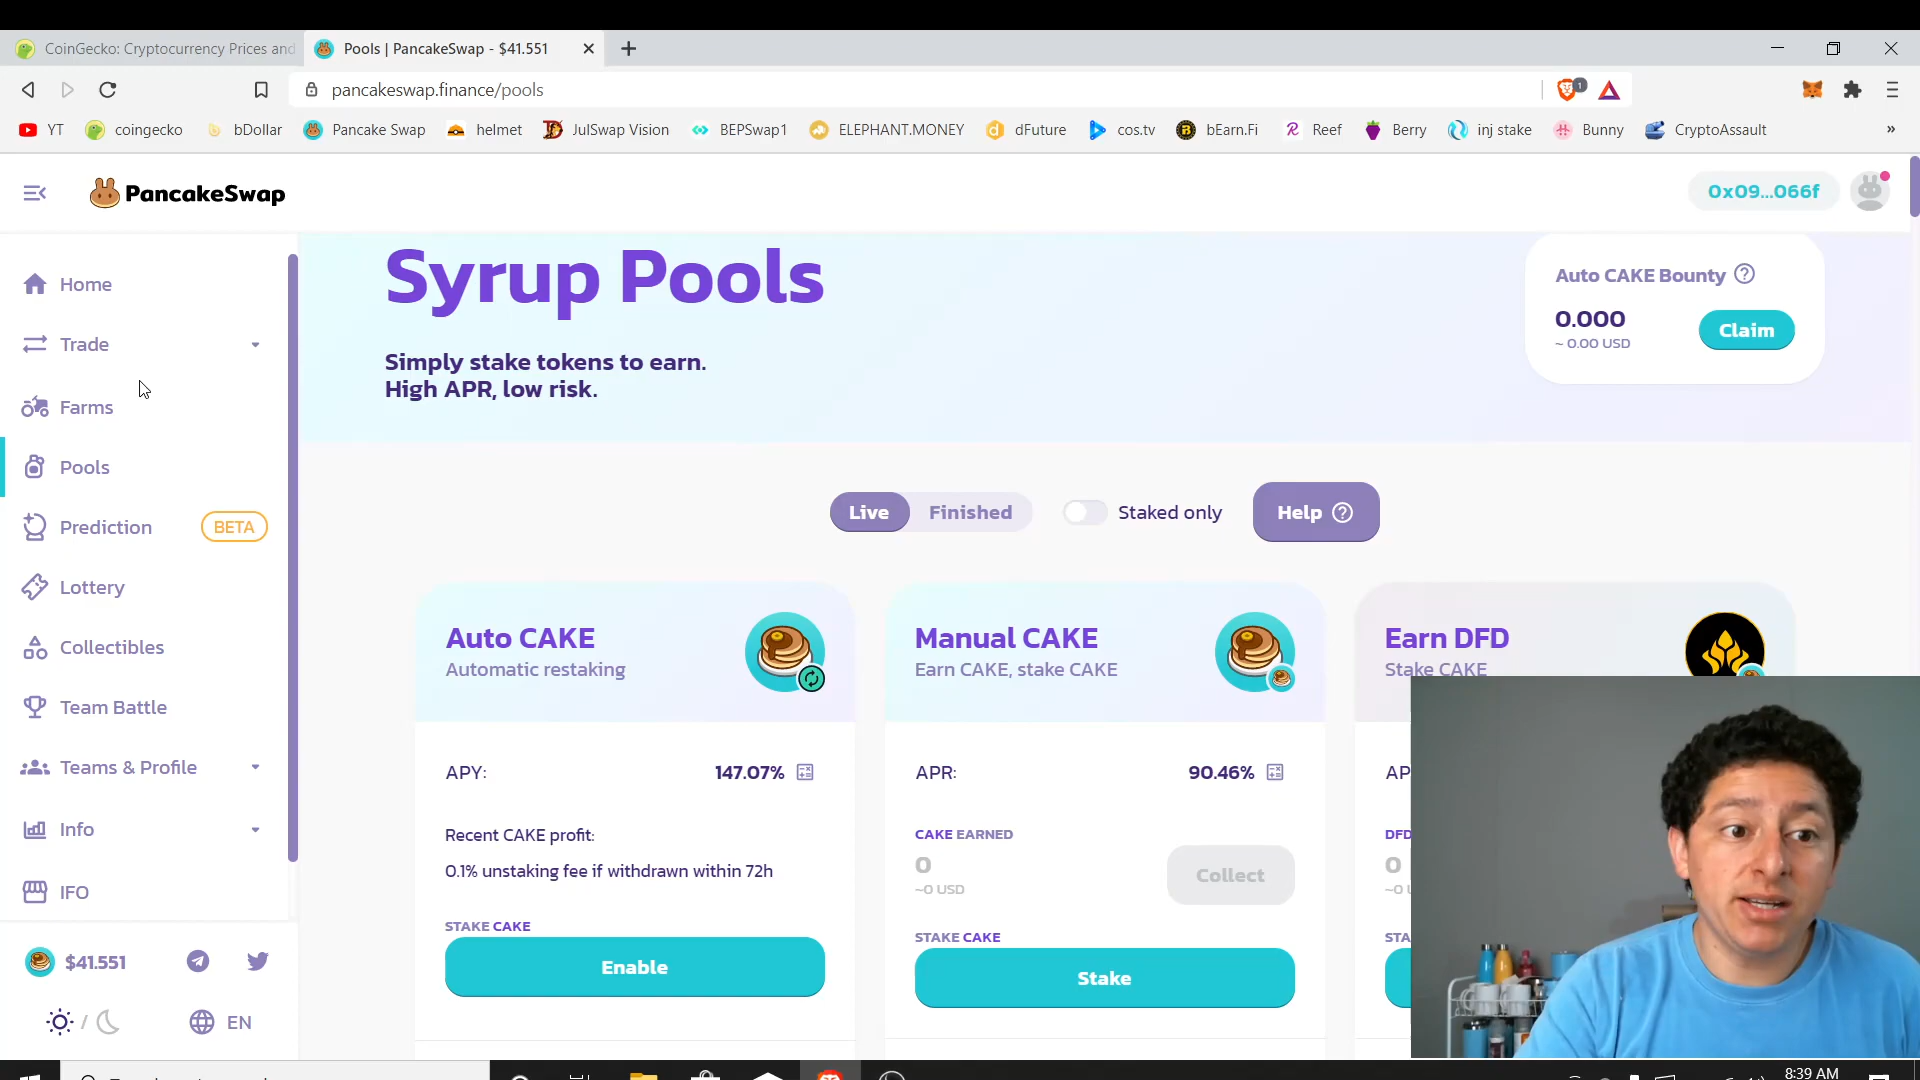 CoinGecko: Cryptocurrency Prices and
Pools | PancakeSwap - $41.551
pancakeswap.finance/pools
1
YT
coingecko
bDollar
Pancake Swap
helmet
JulSwap Vision
BEPSwap1
ELEPHANT.MONEY
dFuture
cos.tv
bEarn.Fi
Reef
Berry
inj stake
Bunny
CryptoAssault
PancakeSwap
0x09...066f
Home
Trade
Farms
Pools
Prediction BETA
Lottery
Collectibles
Team Battle
Teams & Profile
Info
IFO
$41.551
EN
Syrup Pools
Simply stake tokens to earn.
High APR, low risk.
Auto CAKE Bounty
0.000
~ 0.00 USD
Claim
Live Finished
Staked only
Help
Auto CAKE
Automatic restaking
APY: 147.07%
Recent CAKE profit:
0.1% unstaking fee if withdrawn within 72h
STAKE CAKE
Enable
Manual CAKE
Earn CAKE, stake CAKE
APR: 90.46%
CAKE EARNED
0
~0 USD
Collect
STAKE CAKE
Stake
Earn DFD
Stake CAKE
DFD
0
8:39 AM